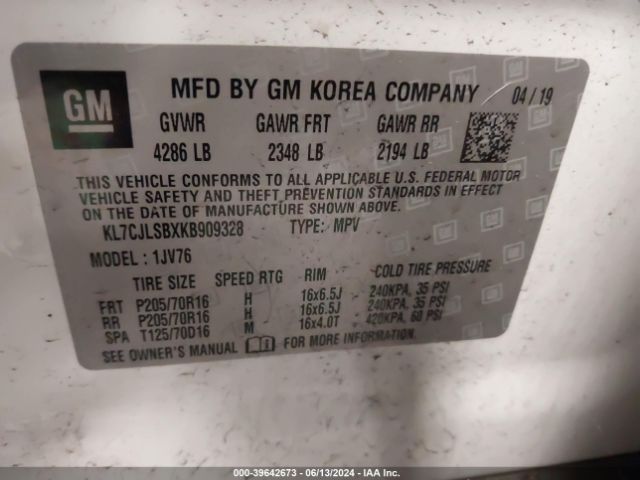 GM
MFD BY GM KOREA COMPANY 04 / 19
GVWR GAWR FRT GAWR RR
4286 LB 2348 LB 2194 LB
THIS VEHICLE CONFORMS TO ALL APPLICABLE U.S. FEDERAL MOTOR
VEHICLE SAFETY AND THEFT PREVENTION STANDARDS IN EFFECT
ON THE DATE OF MANUFACTURE SHOWN ABOVE.
KL7CJLSBXKB909328 TYPE: MPV
MODEL : 1JV76
TIRE SIZE SPEED RTG RIM COLD TIRE PRESSURE
FRT P205/70R16 H 16x6.5J 240KPA, 35 PSI
RR P205/70R16 H 16x6.5J 240KPA, 35 PSI
SPA T125/70D16 M 16x4.0T 420KPA, 60 PSI
SEE OWNER'S MANUAL FOR MORE INFORMATION.
000-39642673 - 06/13/2024 - IAA Inc.